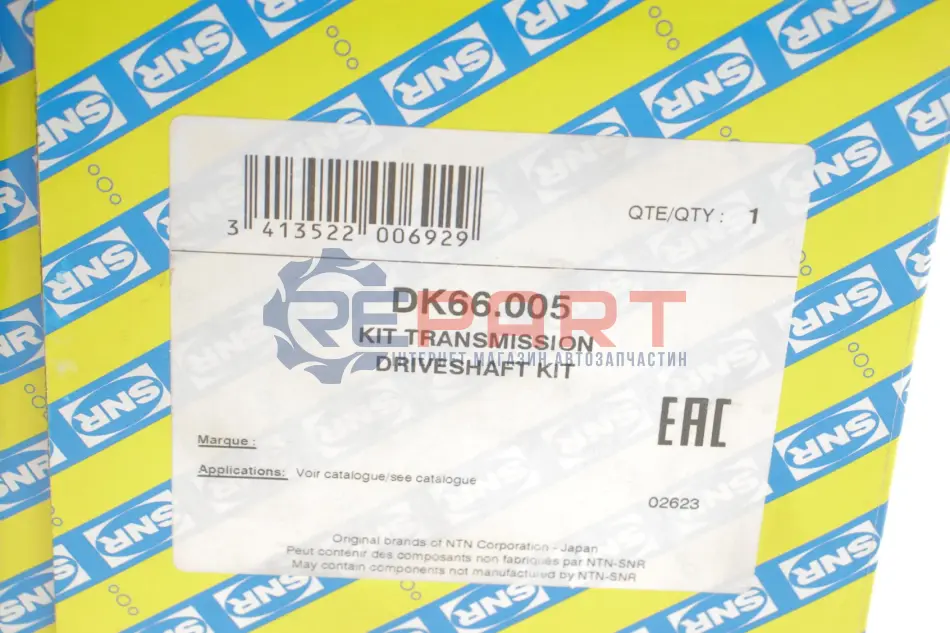 SNR
QTE/QTY : 1
3 413522 006929
DK66.005
KIT TRANSMISSION
DRIVESHAFT KIT
REPART
ІНТЕРНЕТ МАГАЗИН АВТОЗАПЧАСТИН
EAC
Marque :
Applications: Voir catalogue/see catalogue
02623
Original brands of NTN Corporation - Japan
Peut contenir des composants non fabriqués par NTN-SNR
May contain components not manufactured by NTN-SNR